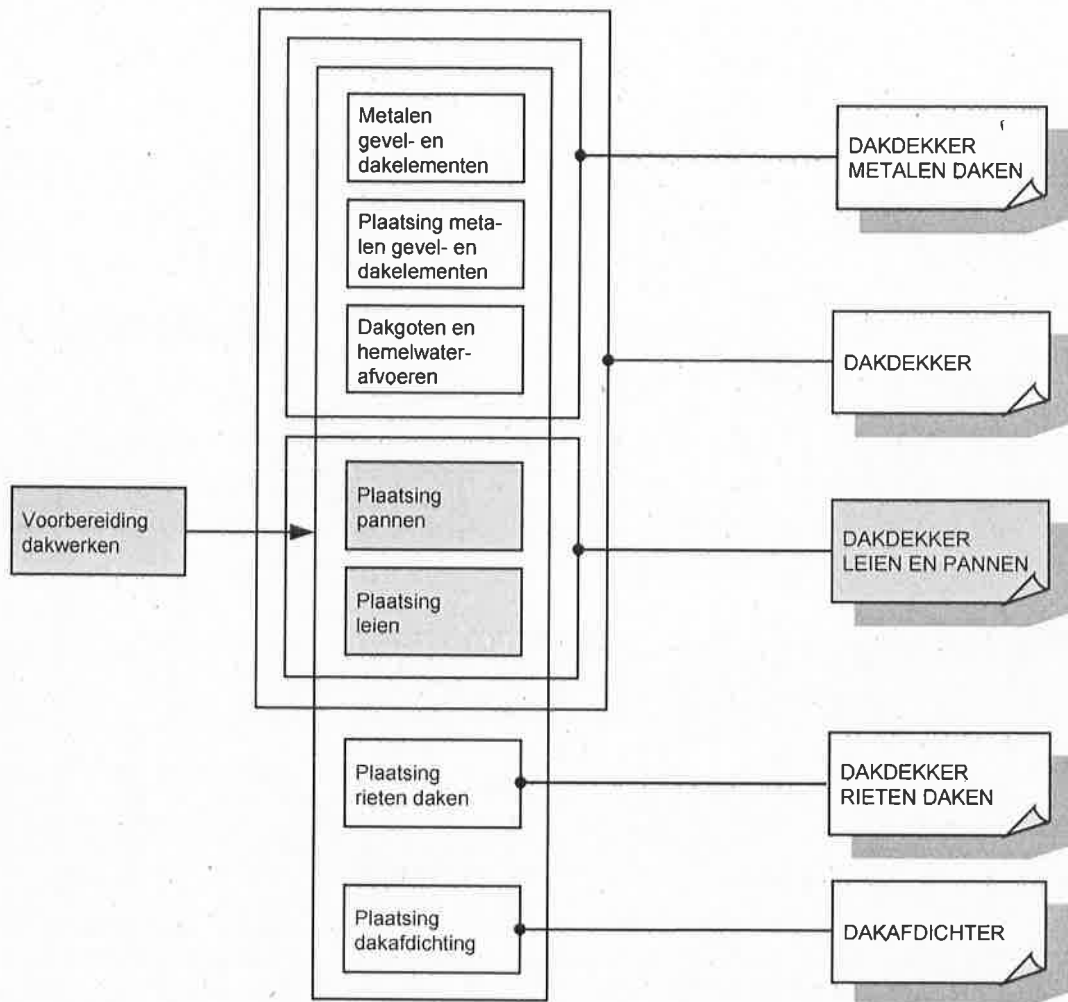 Metalen
gevel- en
dakelementen
Plaatsing meta-
len gevel- en
dakelementen
Dakgoten en
hemelwater-
afvoeren
Plaatsing
pannen
Plaatsing
leien
Plaatsing
rieten daken
Plaatsing
dakafdichting
Voorbereiding
dakwerken
DAKDEKKER
METALEN DAKEN
DAKDEKKER
DAKDEKKER
LEIEN EN PANNEN
DAKDEKKER
RIETEN DAKEN
DAKAFDICHTER